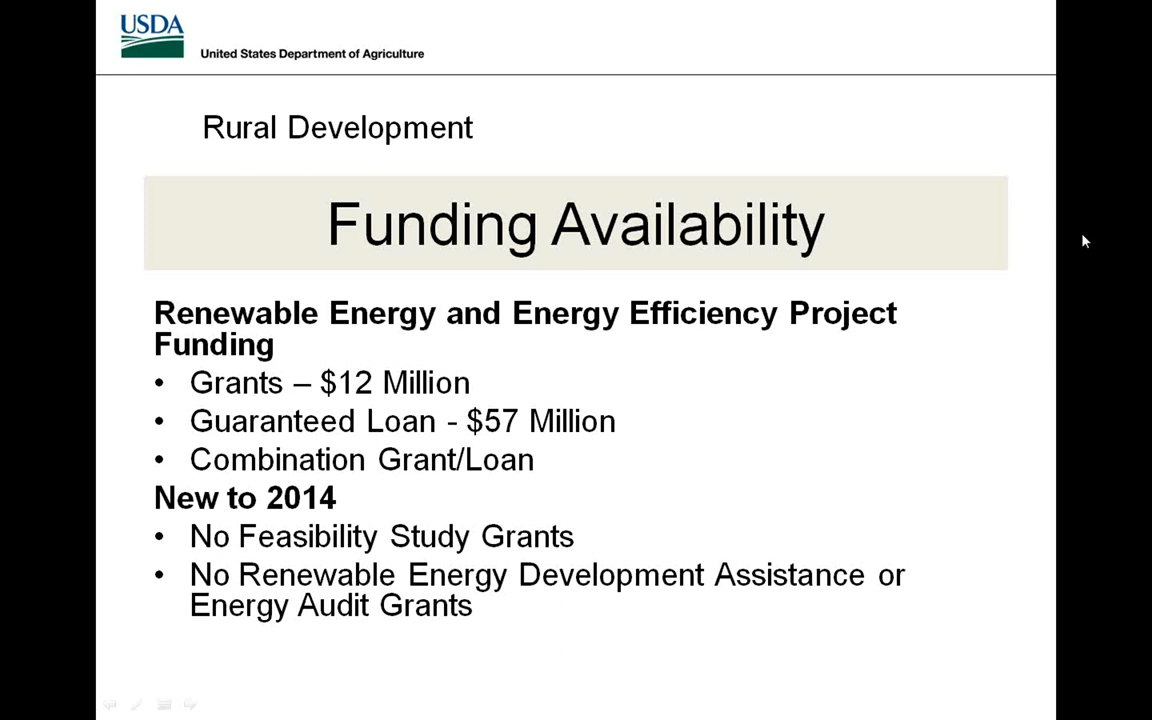 USDA
United States Department of Agriculture
Rural Development
Funding Availability
Renewable Energy and Energy Efficiency Project
Funding
• Grants – $12 Million
• Guaranteed Loan - $57 Million
• Combination Grant/Loan
New to 2014
• No Feasibility Study Grants
• No Renewable Energy Development Assistance or
Energy Audit Grants